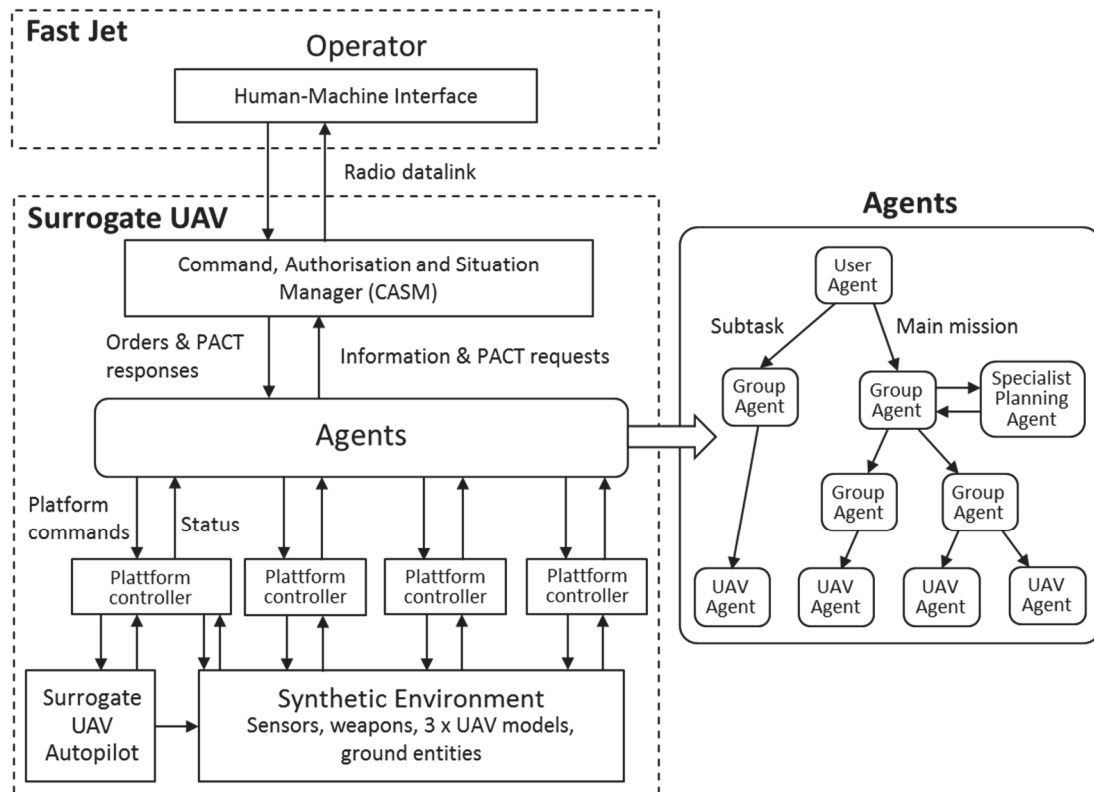 Fast Jet
Operator
Human-Machine Interface
Radio datalink
Surrogate UAV
Command, Authorisation and Situation
Manager (CASM)
Orders & PACT
responses
Information & PACT requests
Agents
Platform
commands
Status
Plattform
controller
Plattform
controller
Plattform
controller
Plattform
controller
Surrogate
UAV
Autopilot
Synthetic Environment
Sensors, weapons, 3 x UAV models,
ground entities
Agents
User
Agent
Subtask
Main mission
Group
Agent
Group
Agent
Specialist
Planning
Agent
Group
Agent
Group
Agent
UAV
Agent
UAV
Agent
UAV
Agent
UAV
Agent